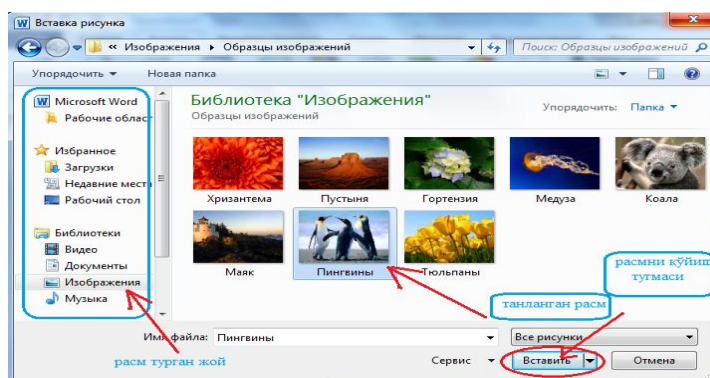 Вставка рисунка
« Изображения ▸ Образцы изображений
Поиск: Образцы изображений
Упорядочить
Новая папка
Microsoft Word
Рабочие област
Избранное
Загрузки
Недавние места
Рабочий стол
Библиотеки
Видео
Документы
Изображения
Музыка
Библиотека "Изображения"
Образцы изображений
Упорядочить: Папка
Хризантема
Пустыня
Гортензия
Медуза
Коала
Маяк
Пингвины
Тюльпаны
расмни қўйиш
тугмаси
танланган расм
расм турган жой
Имя файла: Пингвины
Все рисунки
Сервис
Вставить
Отмена